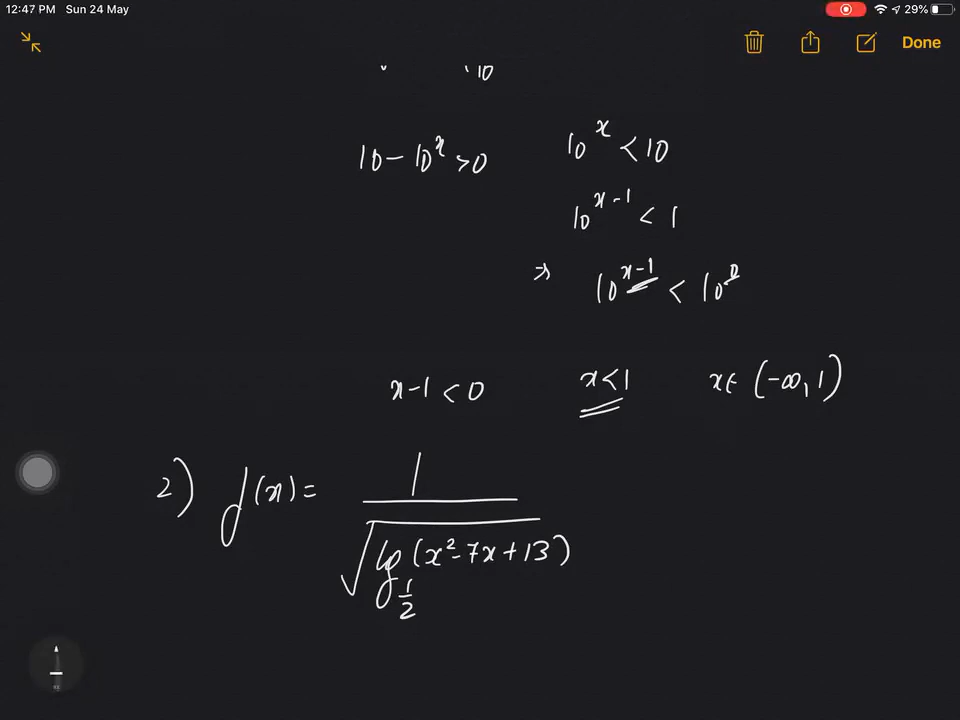 12:47 PM Sun 24 May
29%
Done
10
10 - 10^x > 0
10^x < 10
10^(x-1) < 1
⇒ 10^(x-1) < 10^0
x-1 < 0
x < 1
x ∈ (-∞, 1)
2) f(x) = 1 / √(log_(1/2) (x² - 7x + 13))